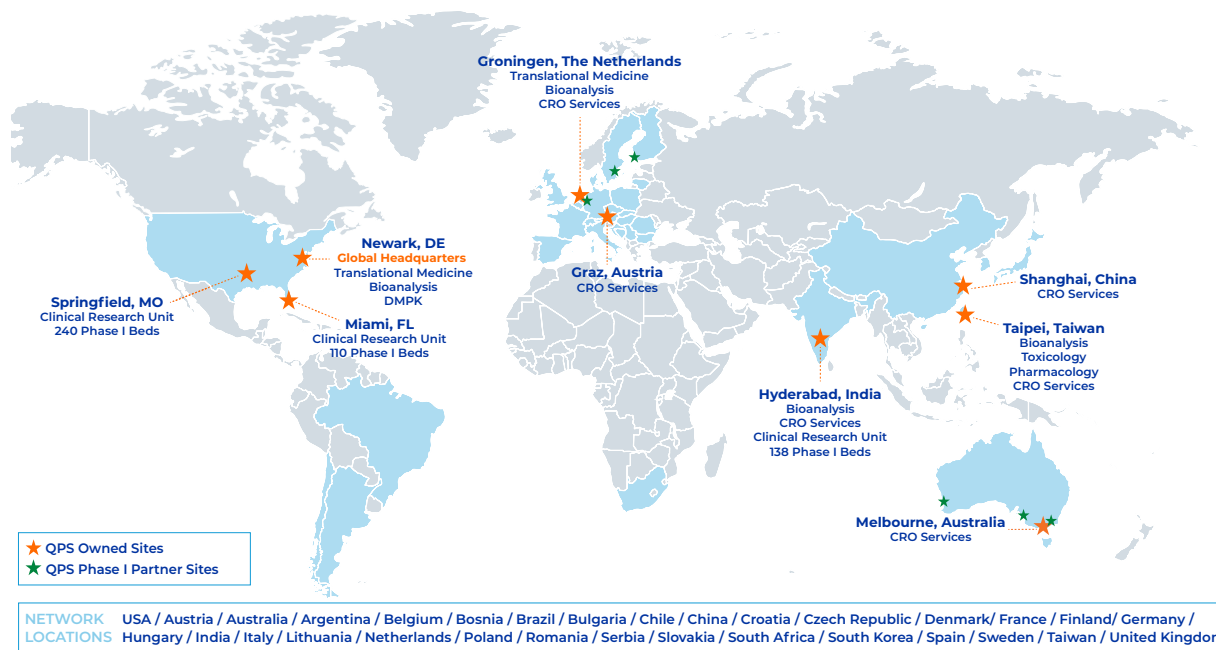 Groningen, The Netherlands
Translational Medicine
Bioanalysis
CRO Services
Newark, DE
Global Headquarters
Translational Medicine
Bioanalysis
DMPK
Springfield, MO
Clinical Research Unit
240 Phase I Beds
Miami, FL
Clinical Research Unit
110 Phase I Beds
Graz, Austria
CRO Services
Shanghai, China
CRO Services
Taipei, Taiwan
Bioanalysis
Toxicology
Pharmacology
CRO Services
Hyderabad, India
Bioanalysis
CRO Services
Clinical Research Unit
138 Phase I Beds
Melbourne, Australia
CRO Services
QPS Owned Sites
QPS Phase I Partner Sites
NETWORK LOCATIONS
USA / Austria / Australia / Argentina / Belgium / Bosnia / Brazil / Bulgaria / Chile / China / Croatia / Czech Republic / Denmark/ France / Finland/ Germany /
Hungary / India / Italy / Lithuania / Netherlands / Poland / Romania / Serbia / Slovakia / South Africa / South Korea / Spain / Sweden / Taiwan / United Kingdom